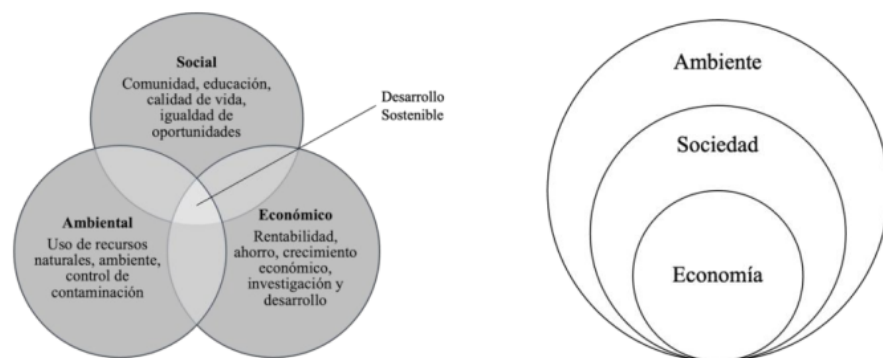 Social
Comunidad, educación,
calidad de vida,
igualdad de
oportunidades
Desarrollo
Sostenible
Ambiental
Uso de recursos
naturales, ambiente,
control de
contaminación
Económico
Rentabilidad,
ahorro, crecimiento
económico,
investigación y
desarrollo
Ambiente
Sociedad
Economía